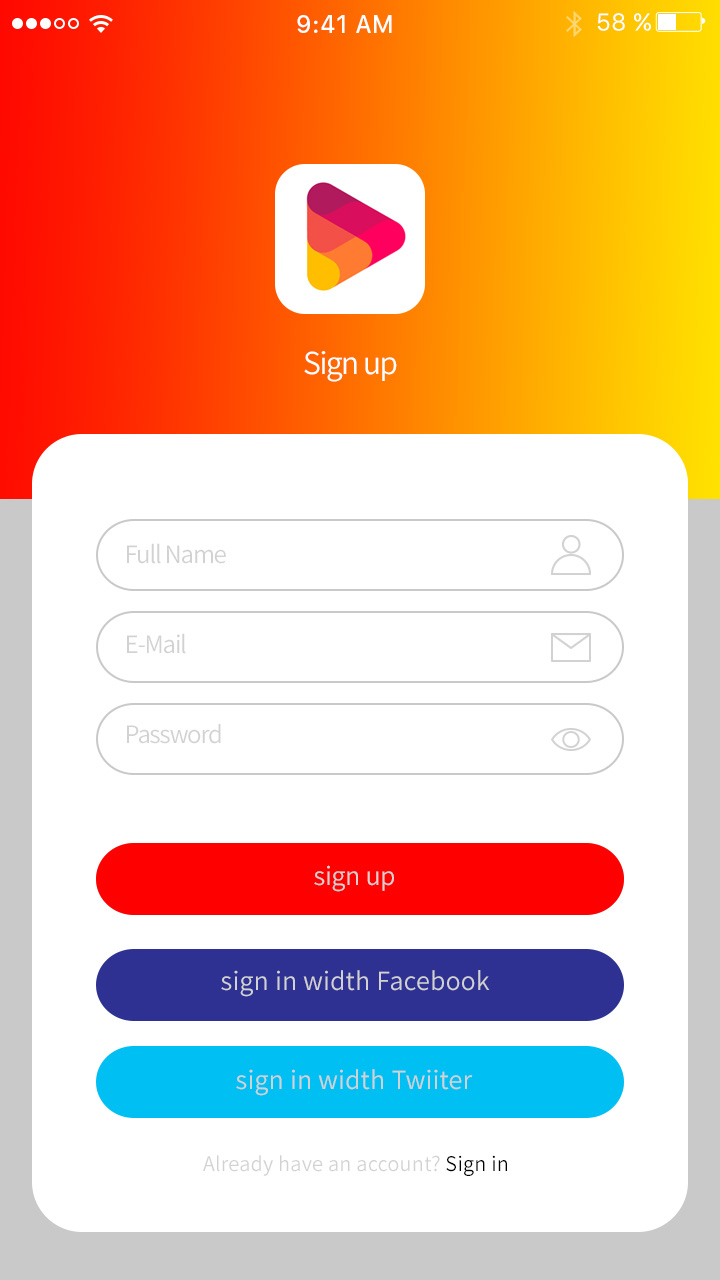 9:41 AM
58 %
Sign up
Full Name
E-Mail
Password
sign up
sign in width Facebook
sign in width Twiiter
Already have an account? Sign in